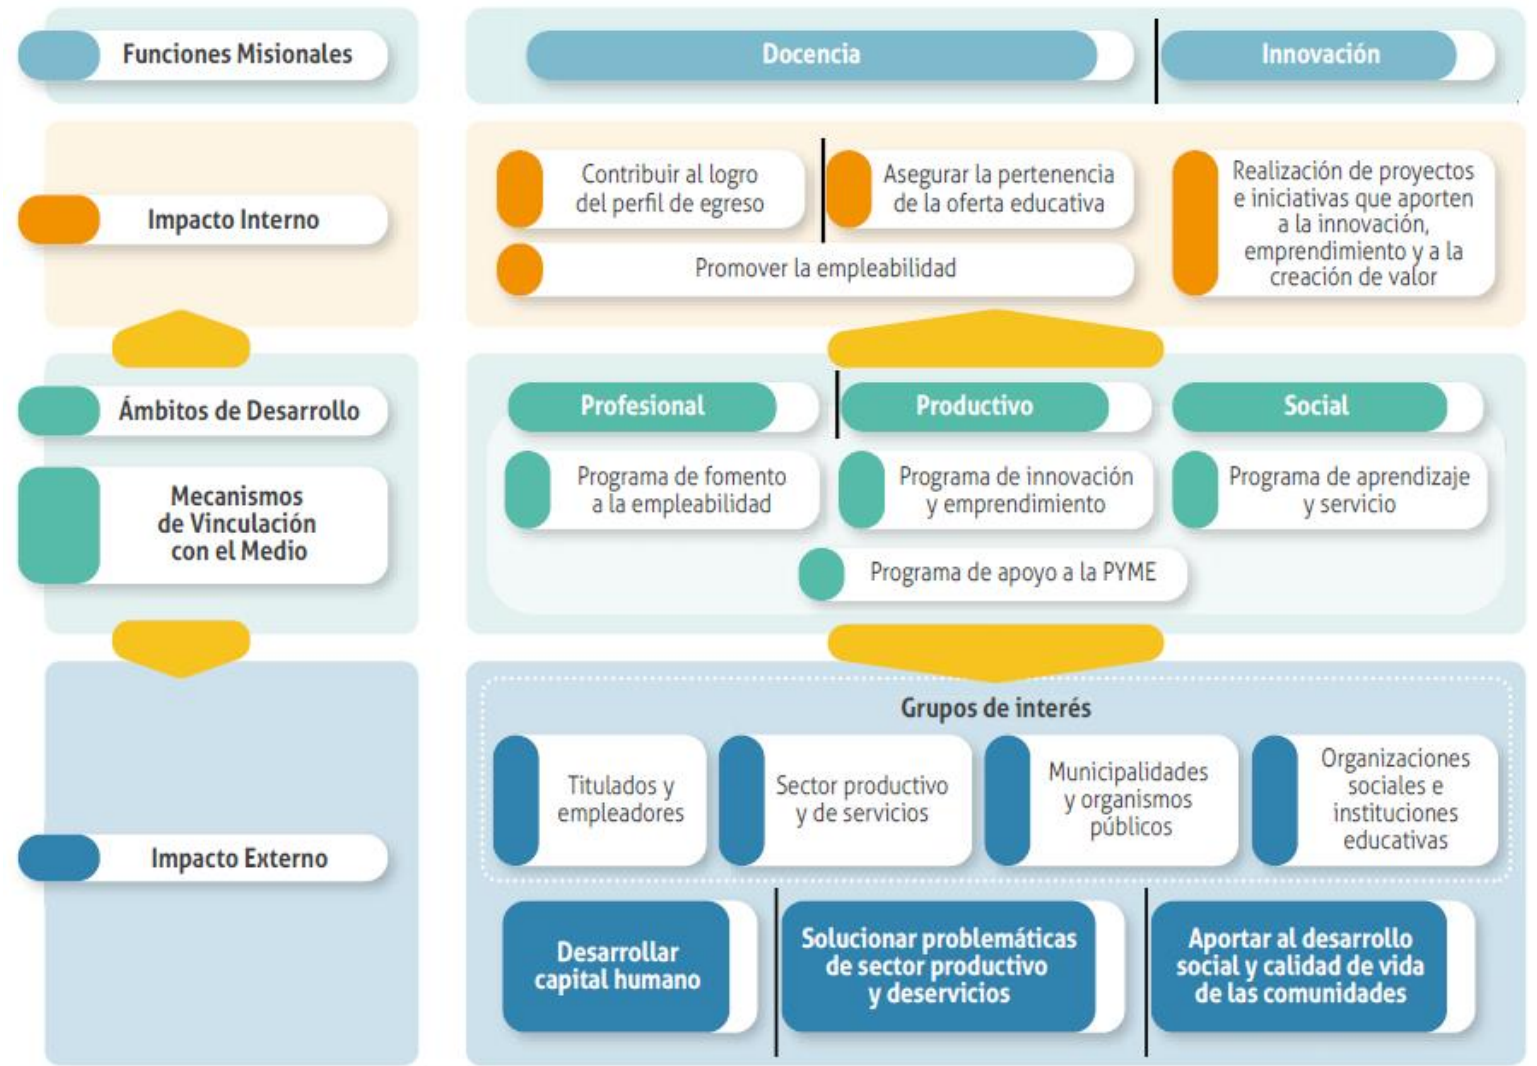 Funciones Misionales
Docencia
Innovación
Impacto Interno
Contribuir al logro
del perfil de egreso
Asegurar la pertenencia
de la oferta educativa
Promover la empleabilidad
Realización de proyectos
e iniciativas que aporten
a la innovación,
emprendimiento y a la
creación de valor
Ámbitos de Desarrollo
Profesional
Productivo
Social
Mecanismos
de Vinculación
con el Medio
Programa de fomento
a la empleabilidad
Programa de innovación
y emprendimiento
Programa de aprendizaje
y servicio
Programa de apoyo a la PYME
Impacto Externo
Grupos de interés
Titulados y
empleadores
Sector productivo
y de servicios
Municipalidades
y organismos
públicos
Organizaciones
sociales e
instituciones
educativas
Desarrollar
capital humano
Solucionar problemáticas
de sector productivo
y deservicios
Aportar al desarrollo
social y calidad de vida
de las comunidades